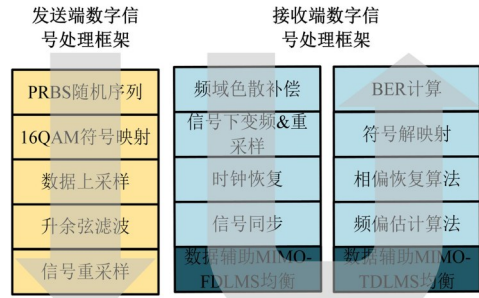 发送端数字信
号处理框架
PRBS随机序列
16QAM符号映射
数据上采样
升余弦滤波
信号重采样
接收端数字信
号处理框架
频域色散补偿
信号下变频&重
采样
时钟恢复
信号同步
数据辅助MIMO-
FDLMS均衡
BER计算
符号解映射
相偏恢复算法
频偏估计算法
数据辅助MIMO-
TDLMS均衡